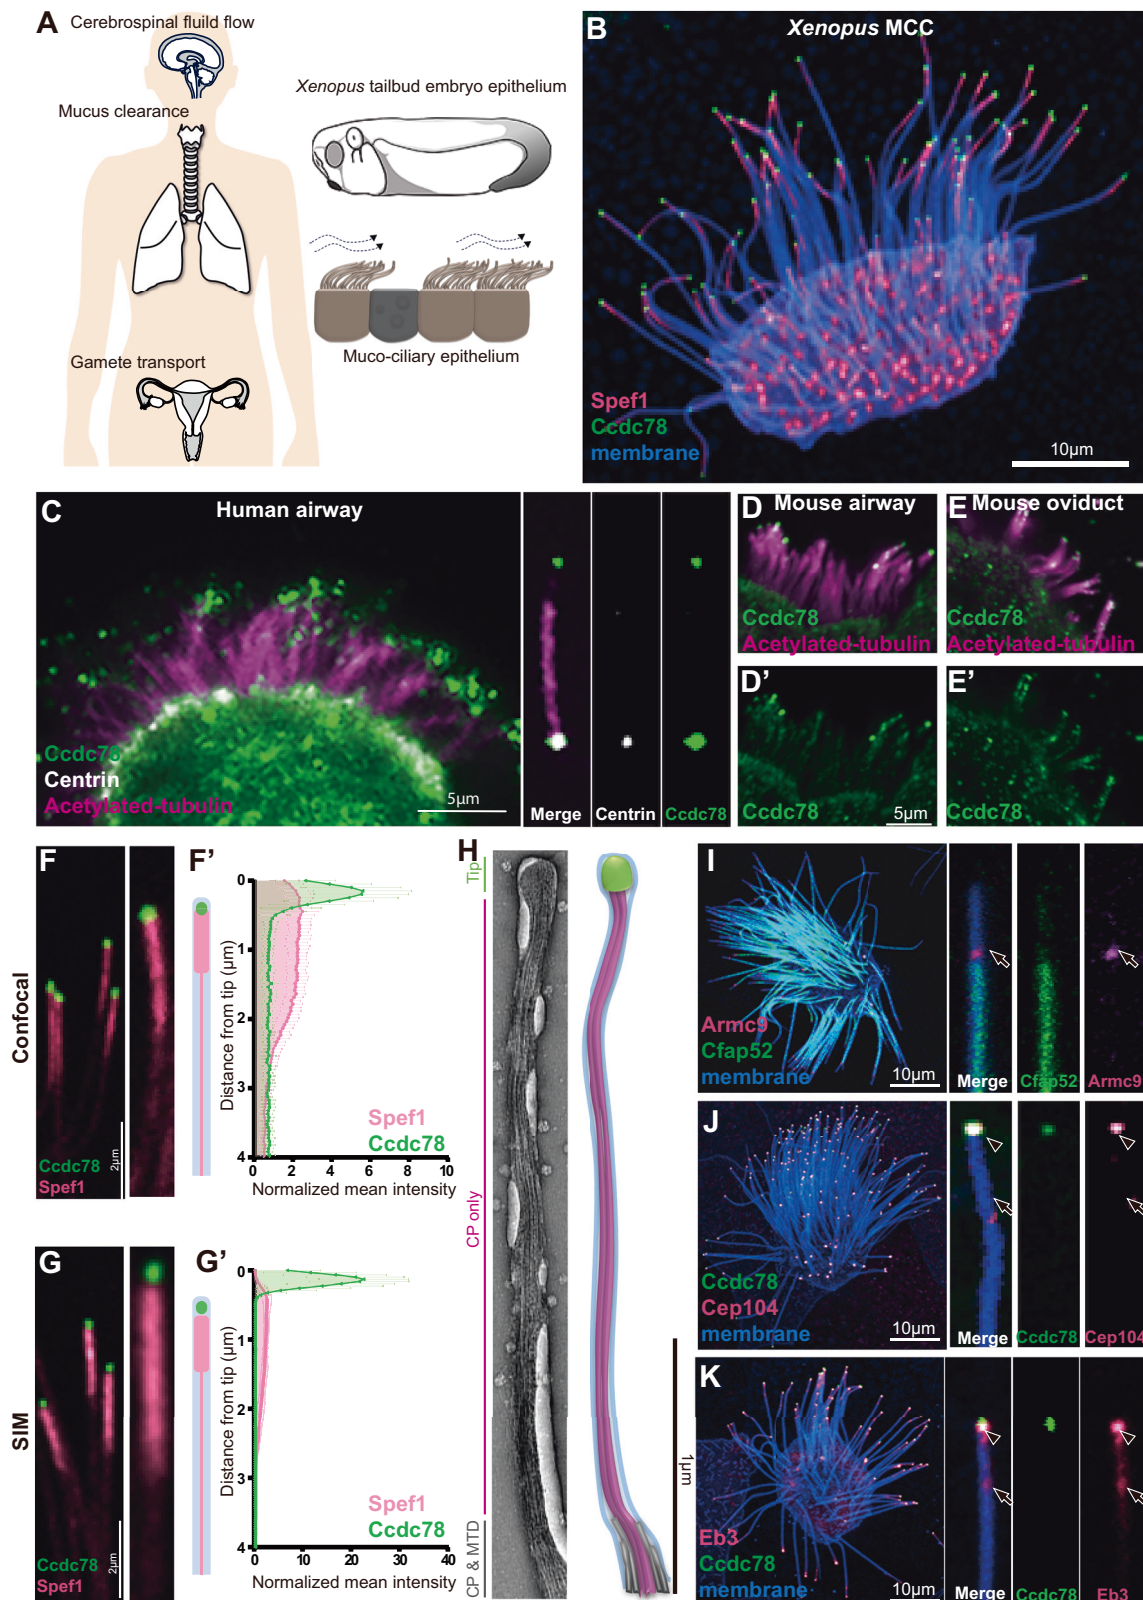 A
Cerebrospinal fluild flow
Mucus clearance
Gamete transport
Xenopus tailbud embryo epithelium
Muco-ciliary epithelium
B
Xenopus MCC
Spef1
Ccdc78
membrane
10µm
C
Human airway
Ccdc78
Centrin
Acetylated-tubulin
5µm
Merge
Centrin
Ccdc78
D
Mouse airway
Ccdc78
Acetylated-tubulin
D'
Ccdc78
5µm
E
Mouse oviduct
Ccdc78
Acetylated-tubulin
E'
Ccdc78
Confocal
F
Ccdc78
Spef1
2µm
F'
Distance from tip (µm)
0
1
2
3
4
Spef1
Ccdc78
0 2 4 6 8 10
Normalized mean intensity
SIM
G
Ccdc78
Spef1
2µm
G'
Distance from tip (µm)
0
1
2
3
4
Spef1
Ccdc78
0 10 20 30 40
Normalized mean intensity
H
Tip
CP only
CP & MTD
1µm
I
Armc9
Cfap52
membrane
10µm
Merge
Cfap52
Armc9
J
Ccdc78
Cep104
membrane
10µm
Merge
Ccdc78
Cep104
K
Eb3
Ccdc78
membrane
10µm
Merge
Ccdc78
Eb3